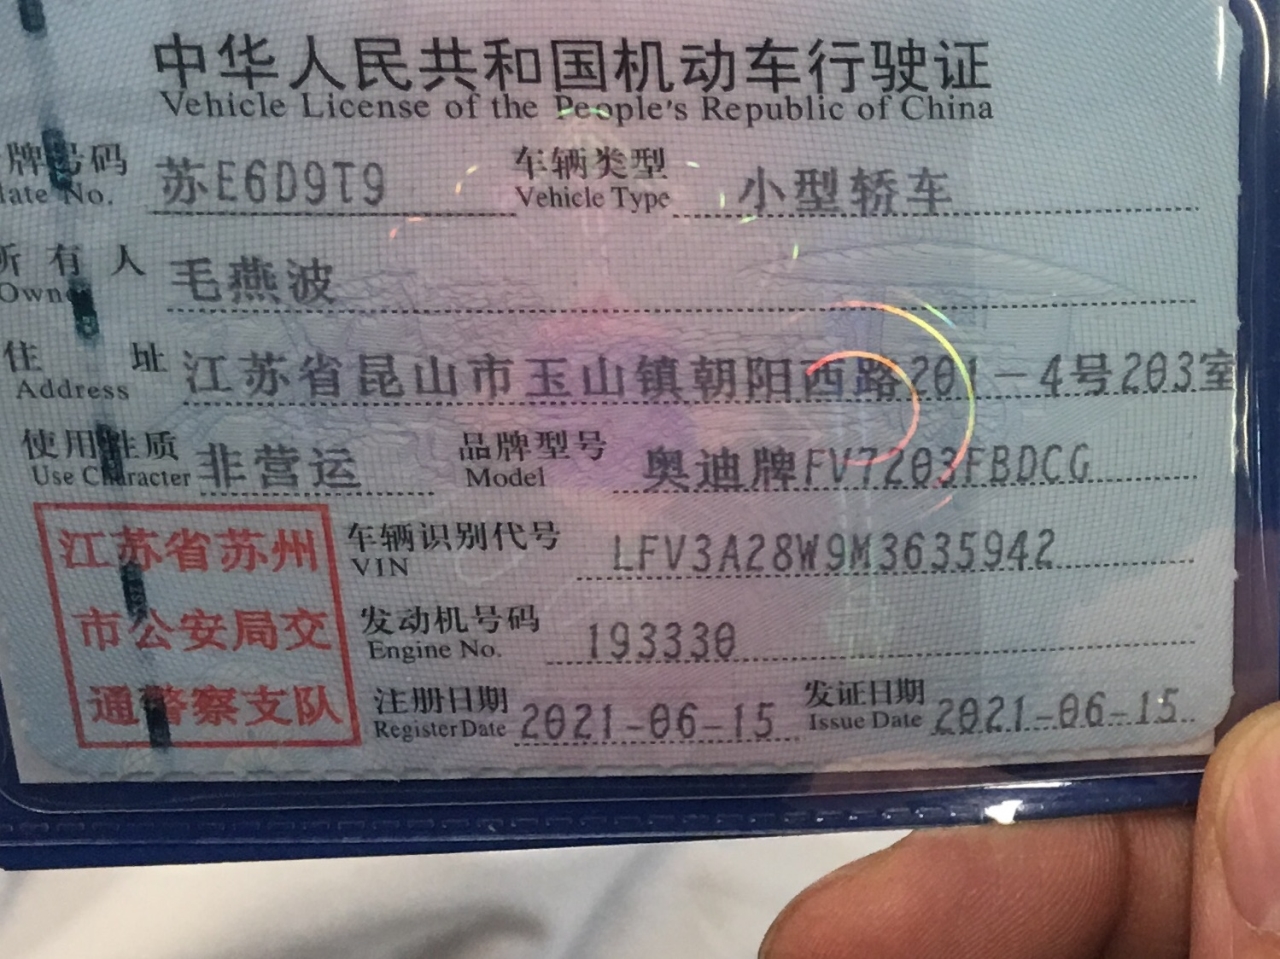 中华人民共和国机动车行驶证
Vehicle License of the People's Republic of China
牌号码 苏E6D9T9 车辆类型 小型轿车
late No. Vehicle Type
所有人 毛燕波
Owner
住址 江苏省昆山市玉山镇朝阳西路201-4号203室
Address
使用性质 非营运 品牌型号 奥迪牌FV7203FBDCG
Use Character Model
江苏省苏州
市公安局交
通警察支队
车辆识别代号 LFV3A28W9M3635942
VIN
发动机号码 193330
Engine No.
注册日期 2021-06-15 发证日期 2021-06-15
Register Date Issue Date